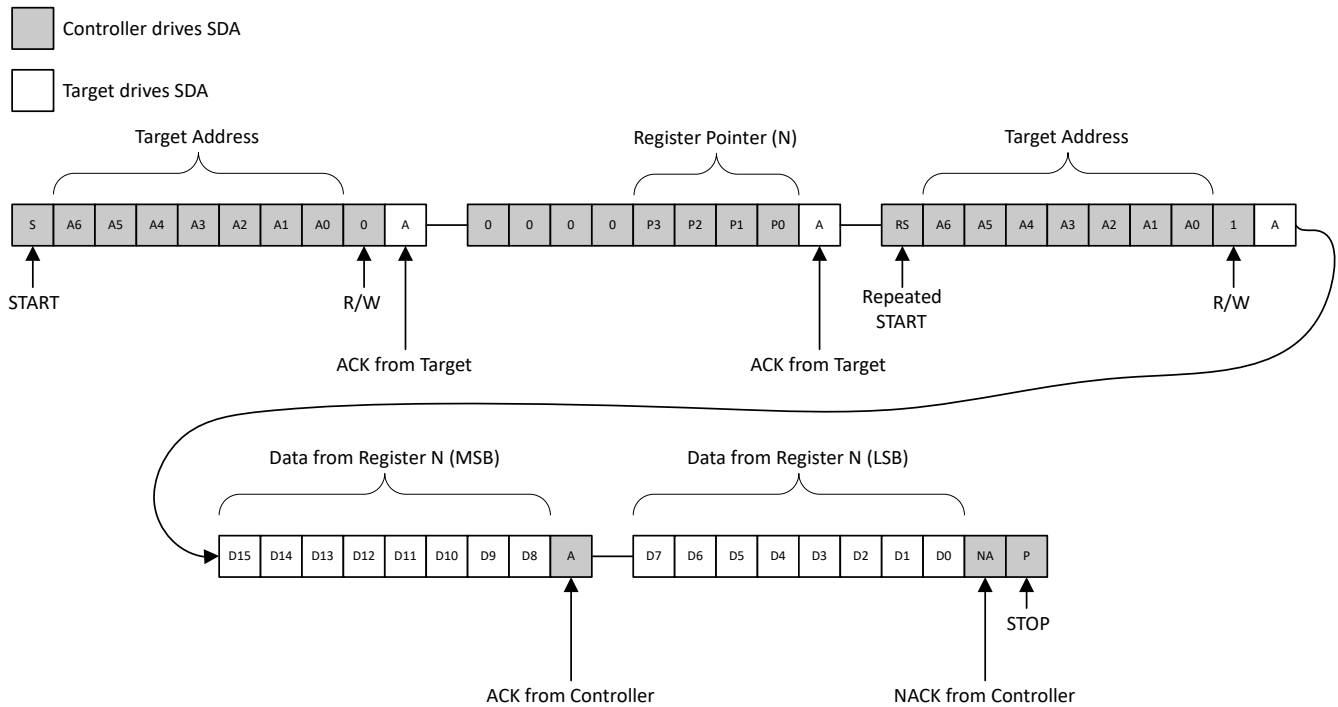 Controller drives SDA
Target drives SDA
Target Address
Register Pointer (N)
Target Address
S A6 A5 A4 A3 A2 A1 A0 0 A 0 0 0 0 P3 P2 P1 P0 A RS A6 A5 A4 A3 A2 A1 A0 1 A
START
R/W
Repeated
START
R/W
ACK from Target
ACK from Target
Data from Register N (MSB)
Data from Register N (LSB)
D15 D14 D13 D12 D11 D10 D9 D8 A D7 D6 D5 D4 D3 D2 D1 D0 NA P
STOP
ACK from Controller
NACK from Controller